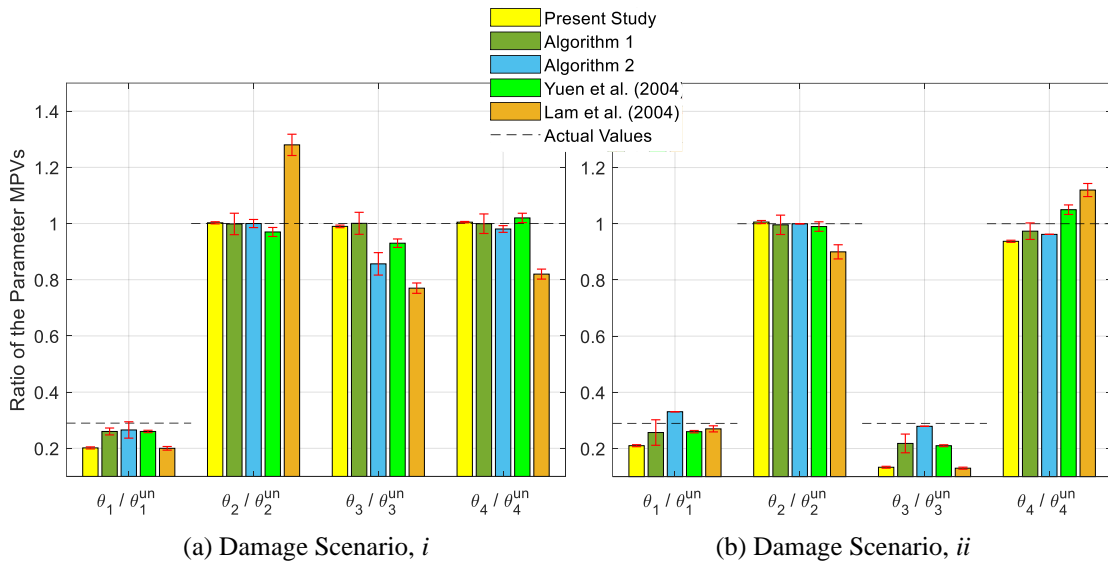 Present Study
Algorithm 1
Algorithm 2
Yuen et al. (2004)
Lam et al. (2004)
Actual Values
Ratio of the Parameter MPVs
1.4
1.2
1
0.8
0.6
0.4
0.2
θ1 / θ1un
θ2 / θ2un
θ3 / θ3un
θ4 / θ4un
(a) Damage Scenario, i
1.4
1.2
1
0.8
0.6
0.4
0.2
θ1 / θ1un
θ2 / θ2un
θ3 / θ3un
θ4 / θ4un
(b) Damage Scenario, ii